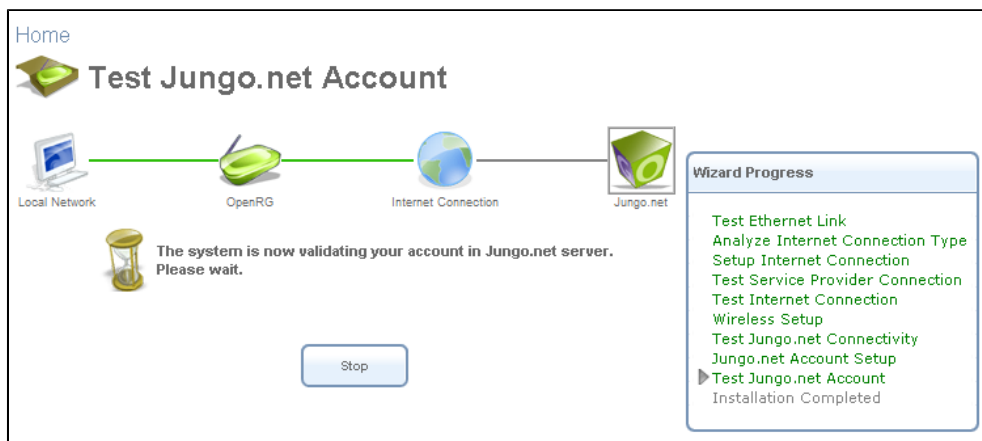 Home
Test Jungo.net Account
Local Network
OpenRG
Internet Connection
Jungo.net
The system is now validating your account in Jungo.net server.
Please wait.
Stop
Wizard Progress
Test Ethernet Link
Analyze Internet Connection Type
Setup Internet Connection
Test Service Provider Connection
Test Internet Connection
Wireless Setup
Test Jungo.net Connectivity
Jungo.net Account Setup
Test Jungo.net Account
Installation Completed